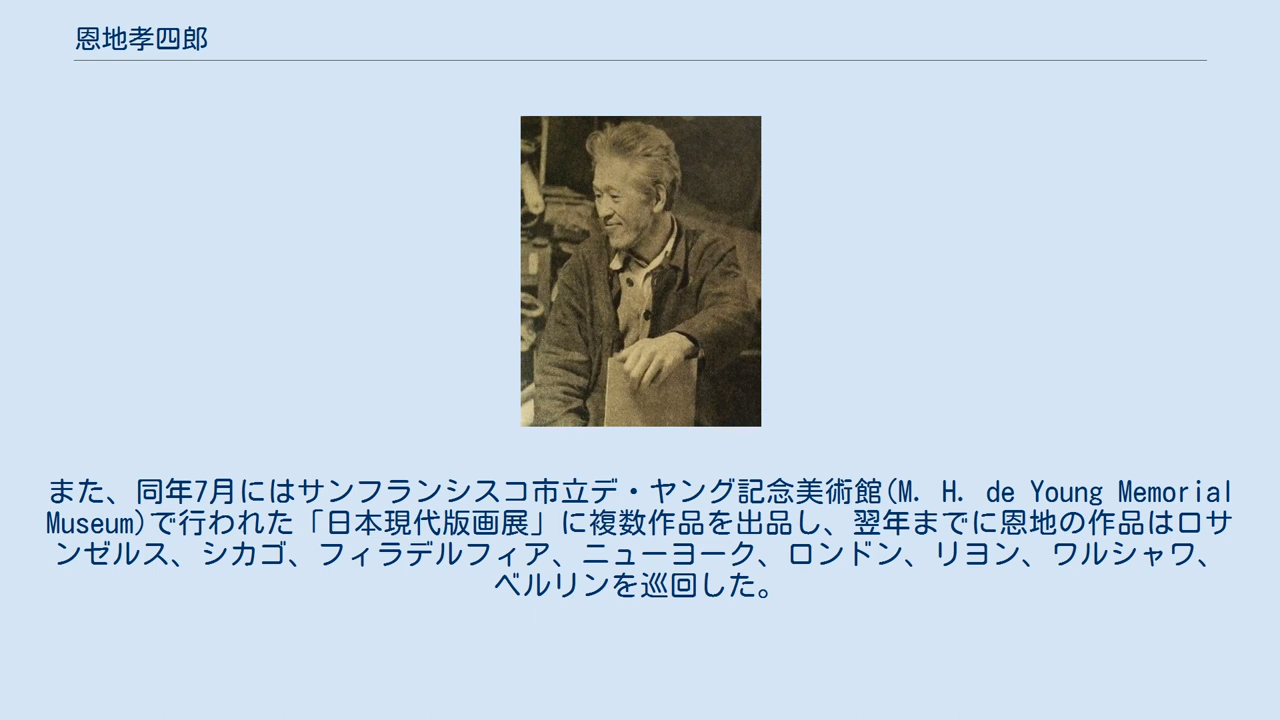 恩地孝四郎
また、同年7月にはサンフランシスコ市立デ・ヤング記念美術館(M. H. de Young Memorial
Museum)で行われた「日本現代版画展」に複数作品を出品し、翌年までに恩地の作品はロサ
ンゼルス、シカゴ、フィラデルフィア、ニューヨーク、ロンドン、リヨン、ワルシャワ、
ベルリンを巡回した。